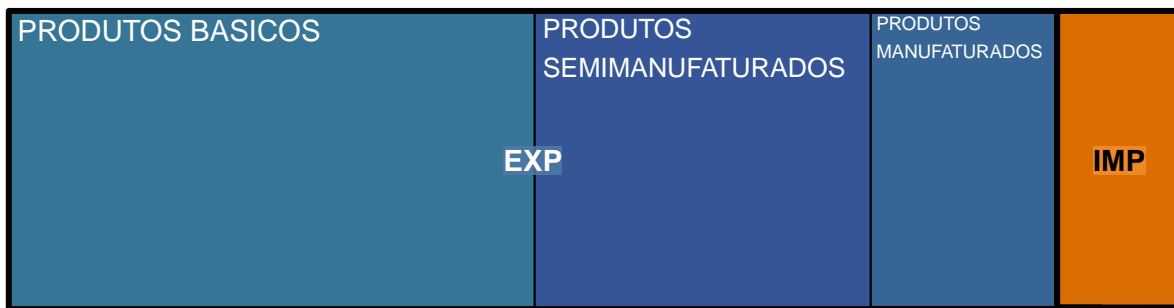 PRODUTOS BASICOS
PRODUTOS
SEMIMANUFATURADOS
PRODUTOS
MANUFATURADOS
EXP
IMP